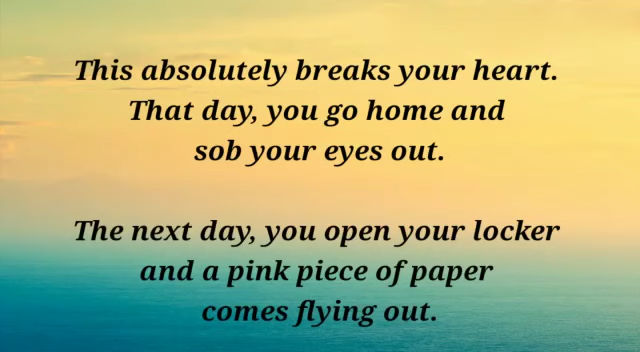 This absolutely breaks your heart.
That day, you go home and
sob your eyes out.
The next day, you open your locker
and a pink piece of paper
comes flying out.